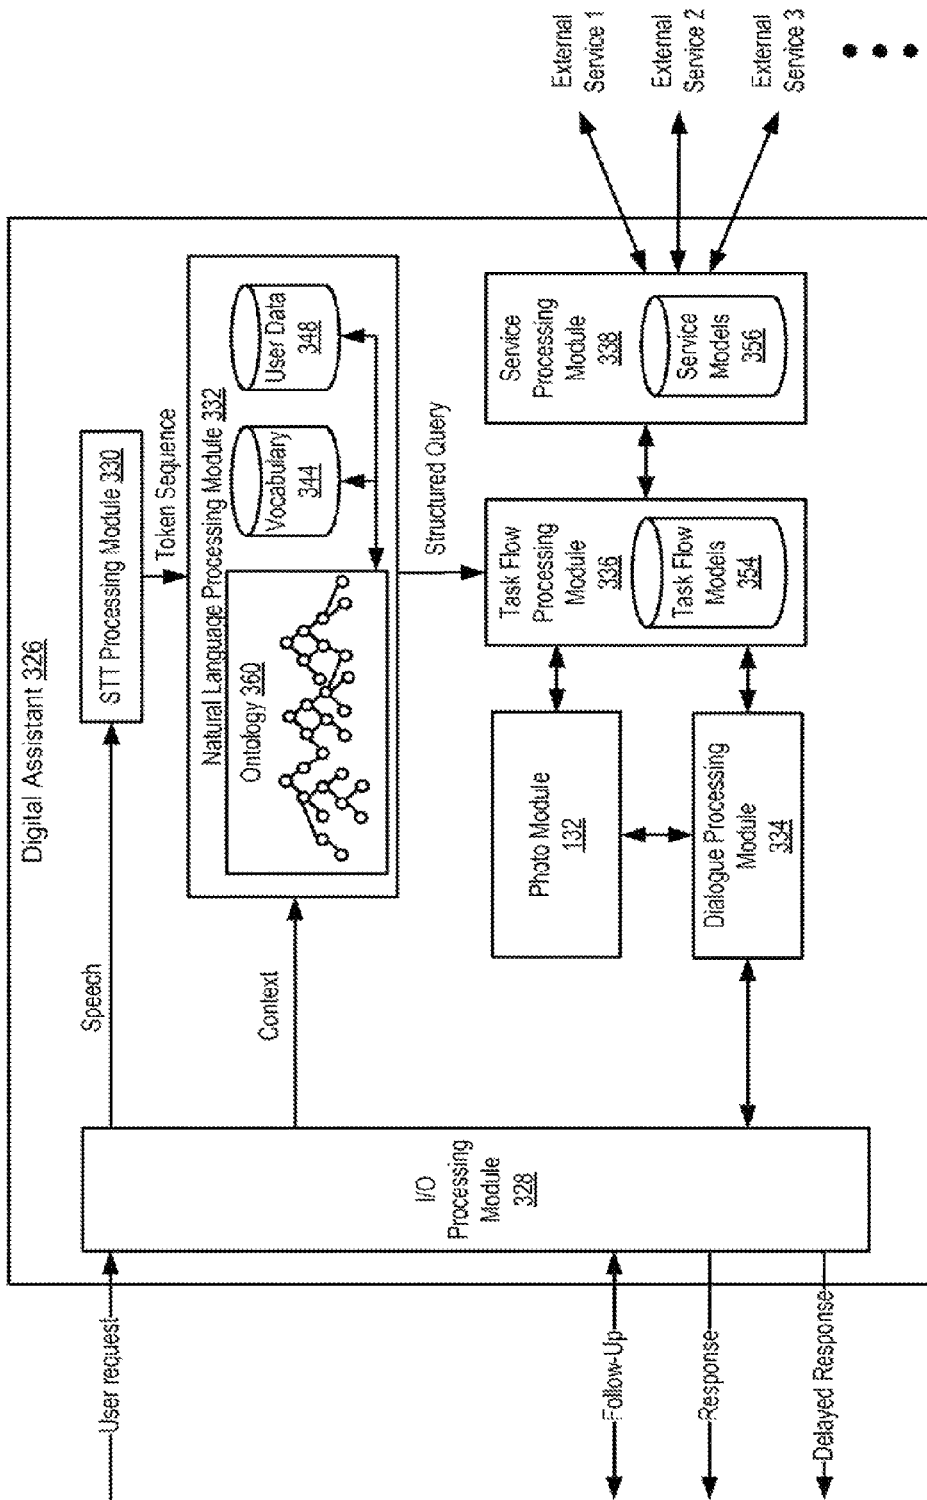 Digital Assistant 326
User request
Speech
STT Processing Module 330
Token Sequence
Context
Natural Language Processing Module 332
Ontology 360
Vocabulary
344
User Data
348
Structured Query
I/O
Processing
Module
328
Follow-Up
Response
Delayed Response
Photo Module
132
Dialogue Processing
Module
334
Task Flow
Processing
Module
336
Task Flow
Models
354
Service
Processing
Module
338
Service
Models
356
External
Service 1
External
Service 2
External
Service 3